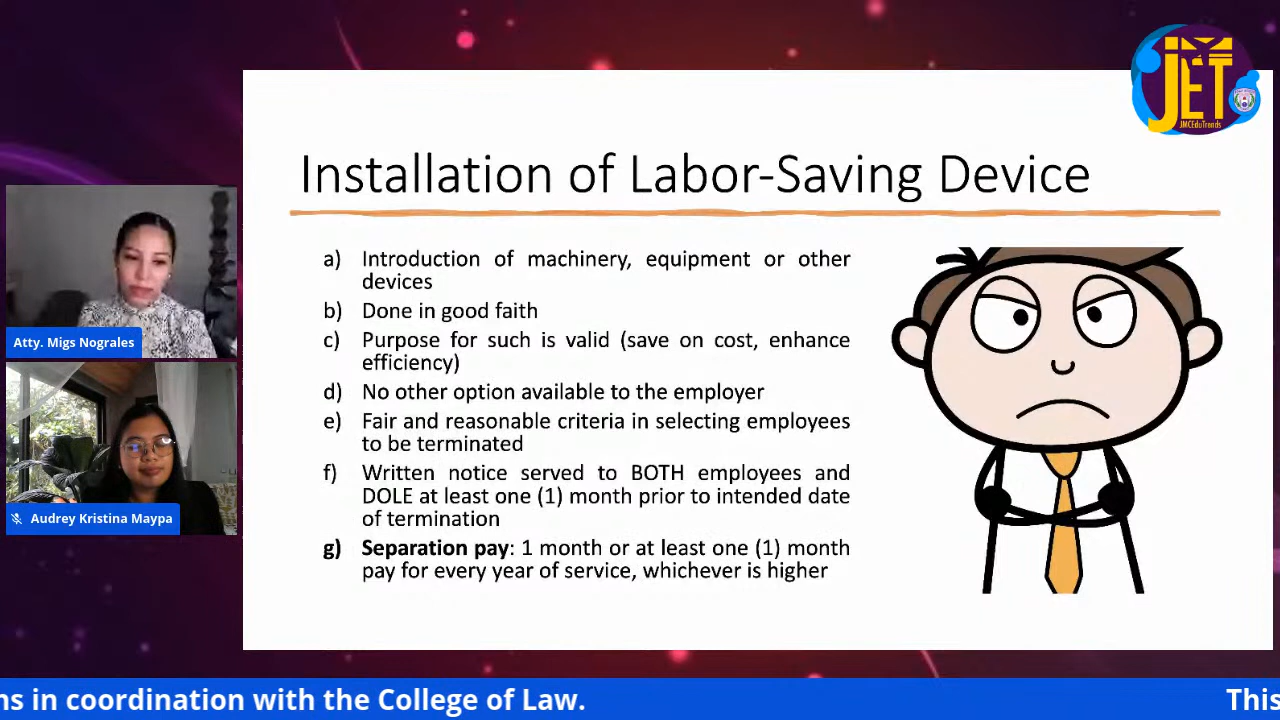 JMET
JMCEduTrends
Installation of Labor-Saving Device
a) Introduction of machinery, equipment or other
devices
b) Done in good faith
c) Purpose for such is valid (save on cost, enhance
efficiency)
d) No other option available to the employer
e) Fair and reasonable criteria in selecting employees
to be terminated
f) Written notice served to BOTH employees and
DOLE at least one (1) month prior to intended date
of termination
g) Separation pay: 1 month or at least one (1) month
pay for every year of service, whichever is higher
Atty. Migs Nograles
Audrey Kristina Maypa
ns in coordination with the College of Law.
This